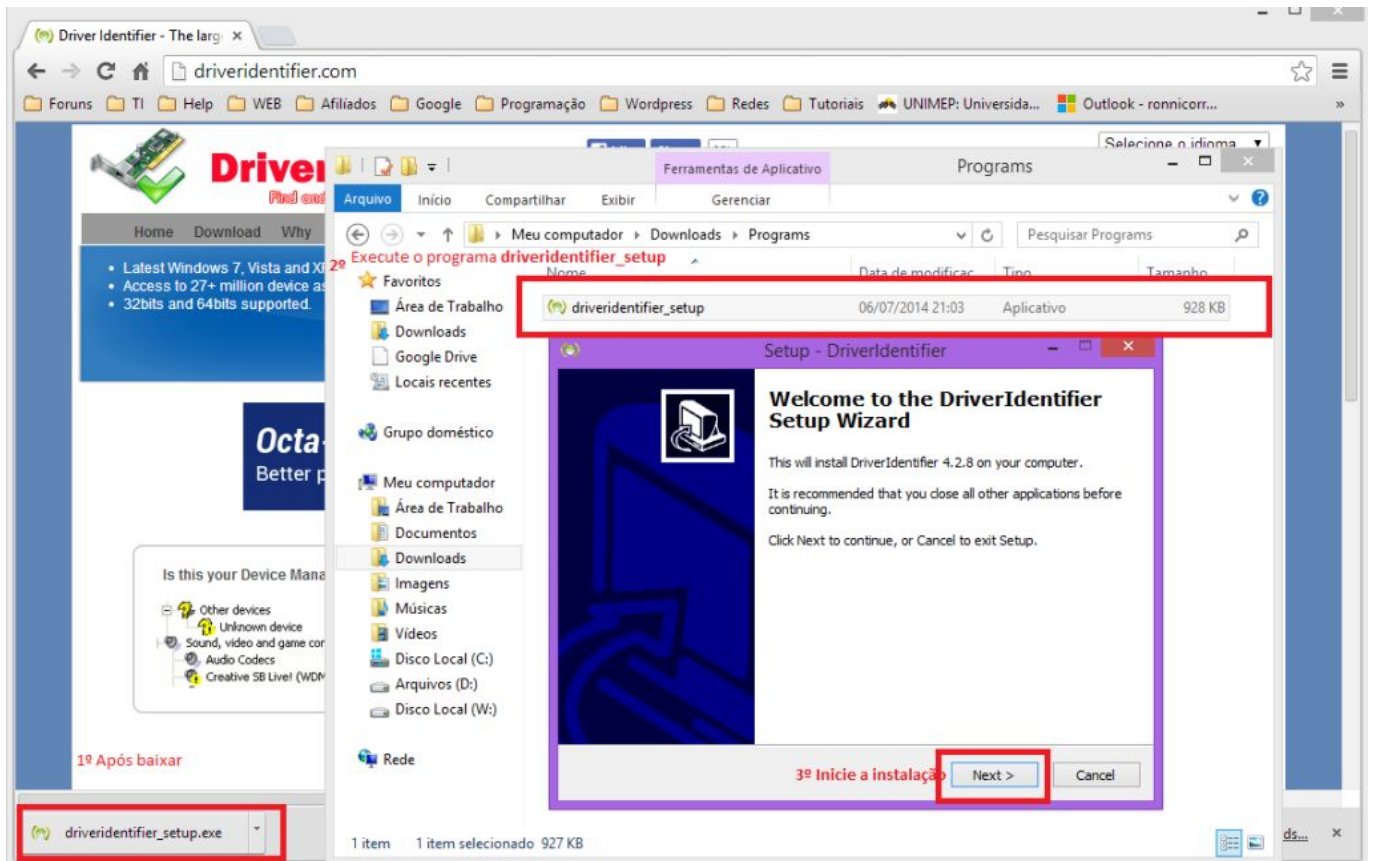 Driver Identifier - The larg
driveridentifier.com
Foruns TI Help WEB Afiliados Google Programação Wordpress Redes Tutoriais UNIMEP: Universida... Outlook - ronnicorr... »
Selecione o idioma
Driver
Find and
Home Download Why
• Latest Windows 7, Vista and XP
• Access to 27+ million device as
• 32bits and 64bits supported.
Octa-
Better p
Is this your Device Mana
Other devices
Unknown device
Sound, video and game con
Audio Codecs
Creative SB Live! (WDM
1º Após baixar
driveridentifier_setup.exe
Ferramentas de Aplicativo
Programs
Arquivo Início Compartilhar Exibir Gerenciar
Meu computador Downloads Programs
Pesquisar Programs
2º Execute o programa driveridentifier_setup
Nome Data de modificaç Tipo Tamanho
driveridentifier_setup 06/07/2014 21:03 Aplicativo 928 KB
Favoritos
Área de Trabalho
Downloads
Google Drive
Locais recentes
Grupo doméstico
Meu computador
Área de Trabalho
Documentos
Downloads
Imagens
Músicas
Vídeos
Disco Local (C:)
Arquivos (D:)
Disco Local (W:)
Rede
Setup - DriverIdentifier
Welcome to the DriverIdentifier
Setup Wizard
This will install DriverIdentifier 4.2.8 on your computer.
It is recommended that you close all other applications before
continuing.
Click Next to continue, or Cancel to exit Setup.
3º Inicie a instalação
Next >
Cancel
1 item 1 item selecionado 927 KB
ds...